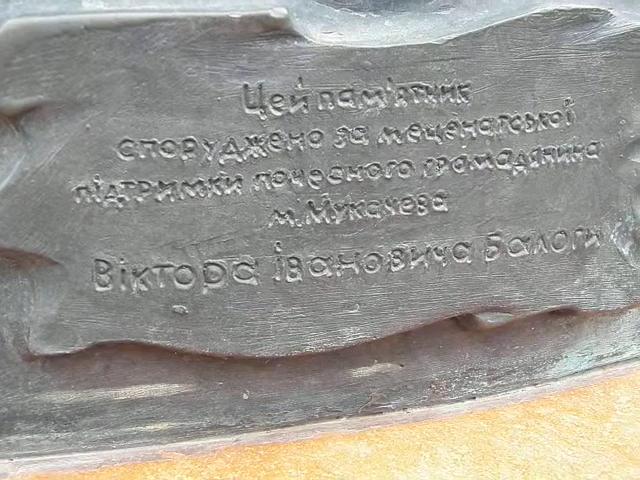 Цей пам'ятник
споруджено за меценатської
підтримки почесного громадянина
м. Мукачева
Віктора Івановича Балоги